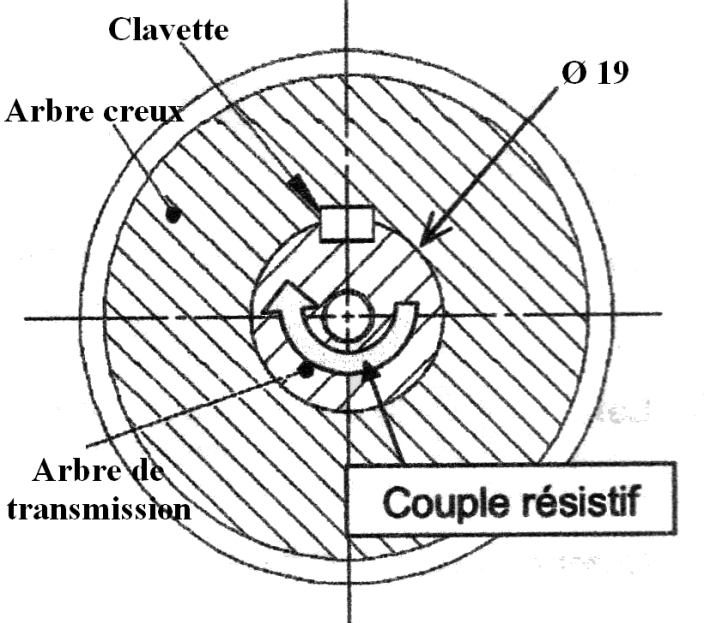 Clavette
Ø 19
Arbre creux
Arbre de
transmission
Couple résistif